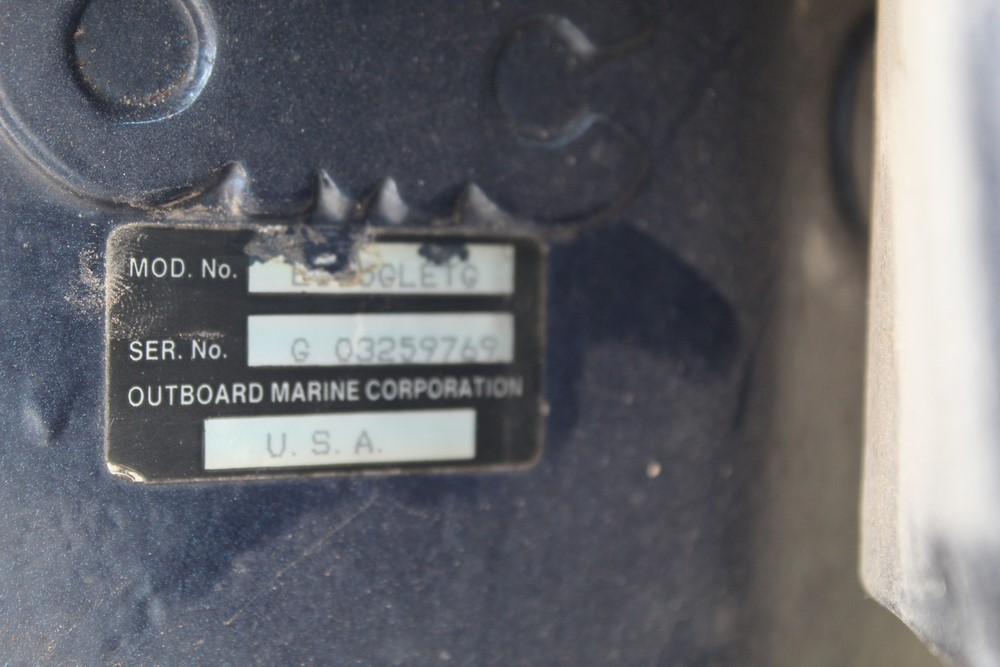 MOD. No.
SER. No. G 03259769
OUTBOARD MARINE CORPORATION
U.S.A.